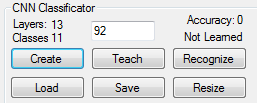 CNN Classificator
Layers: 13
Classes 11
92
Accuracy: 0
Not Learned
Create Teach Recognize
Load Save Resize